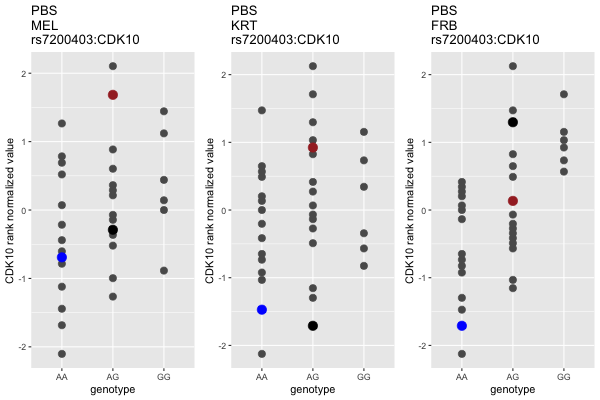 PBS
MEL
rs7200403:CDK10
CDK10 rank normalized value
2
1
0
-1
-2
AA AG GG
genotype
PBS
KRT
rs7200403:CDK10
CDK10 rank normalized value
2
1
0
-1
-2
AA AG GG
genotype
PBS
FRB
rs7200403:CDK10
CDK10 rank normalized value
2
1
0
-1
-2
AA AG GG
genotype